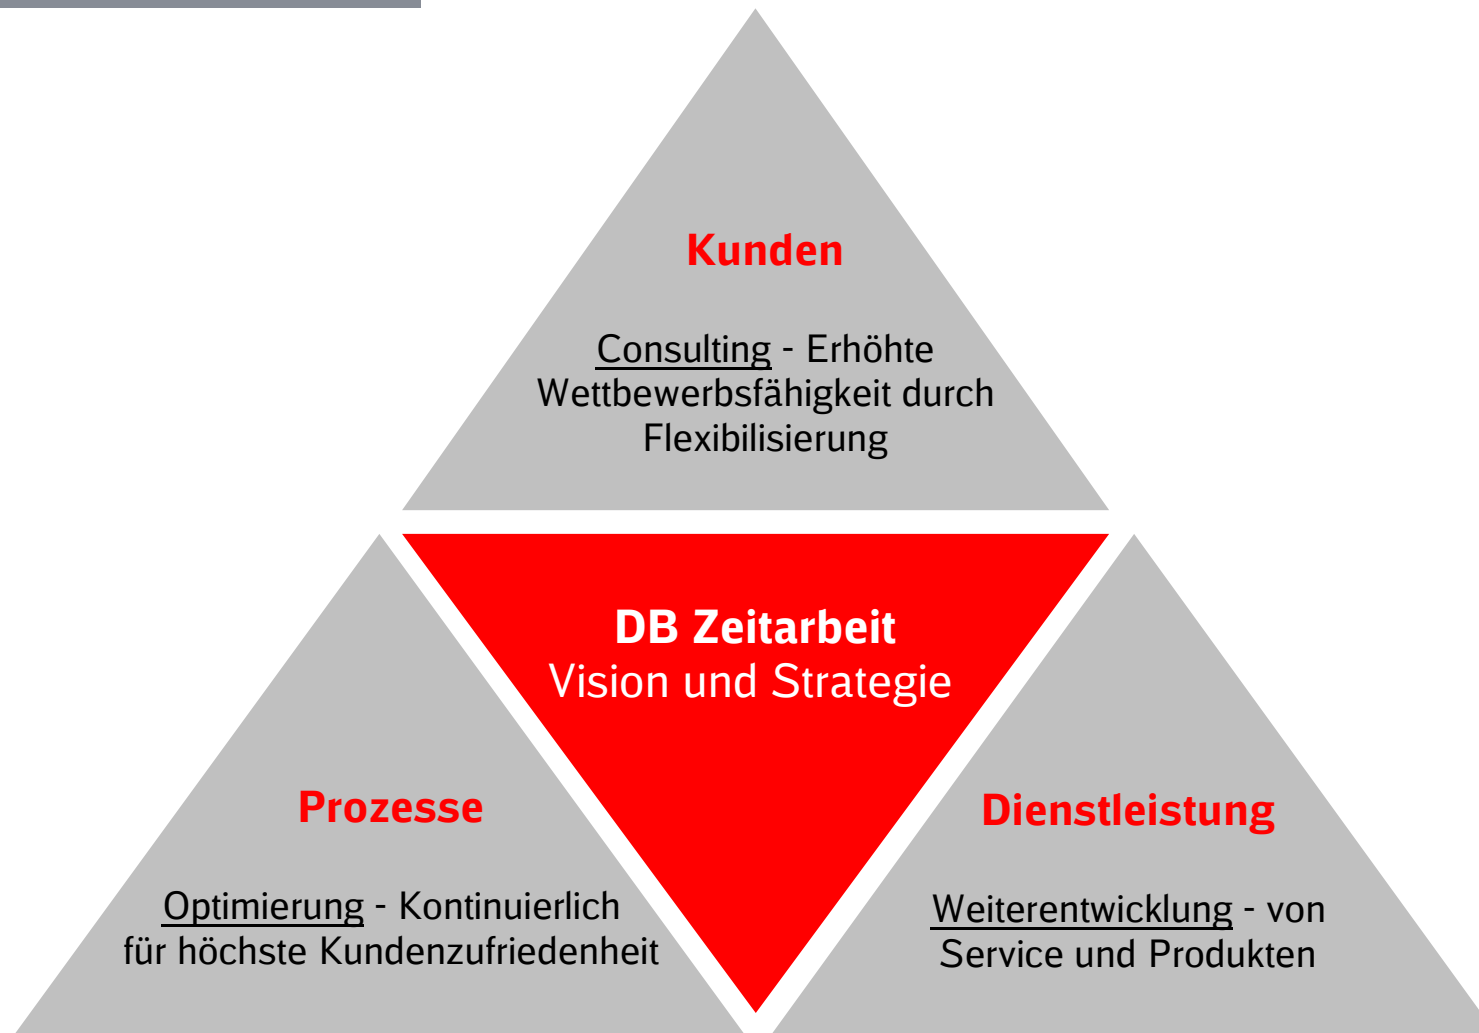 Kunden
Consulting - Erhöhte
Wettbewerbsfähigkeit durch
Flexibilisierung
DB Zeitarbeit
Vision und Strategie
Prozesse
Optimierung - Kontinuierlich
für höchste Kundenzufriedenheit
Dienstleistung
Weiterentwicklung - von
Service und Produkten